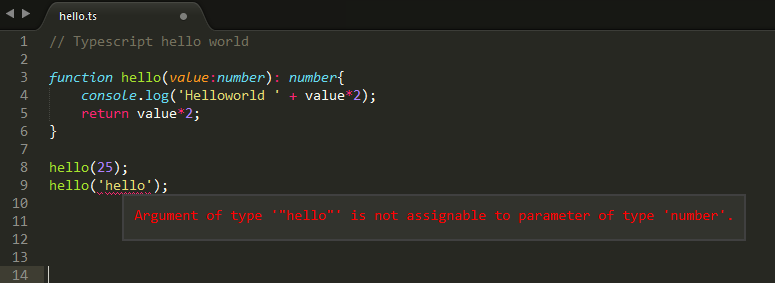 hello.ts
1 // Typescript hello world
2
3 function hello(value:number): number{
4 console.log('Helloworld ' + value*2);
5 return value*2;
6 }
7
8 hello(25);
9 hello('hello');
10
Argument of type '"hello"' is not assignable to parameter of type 'number'.
11
12
13
14